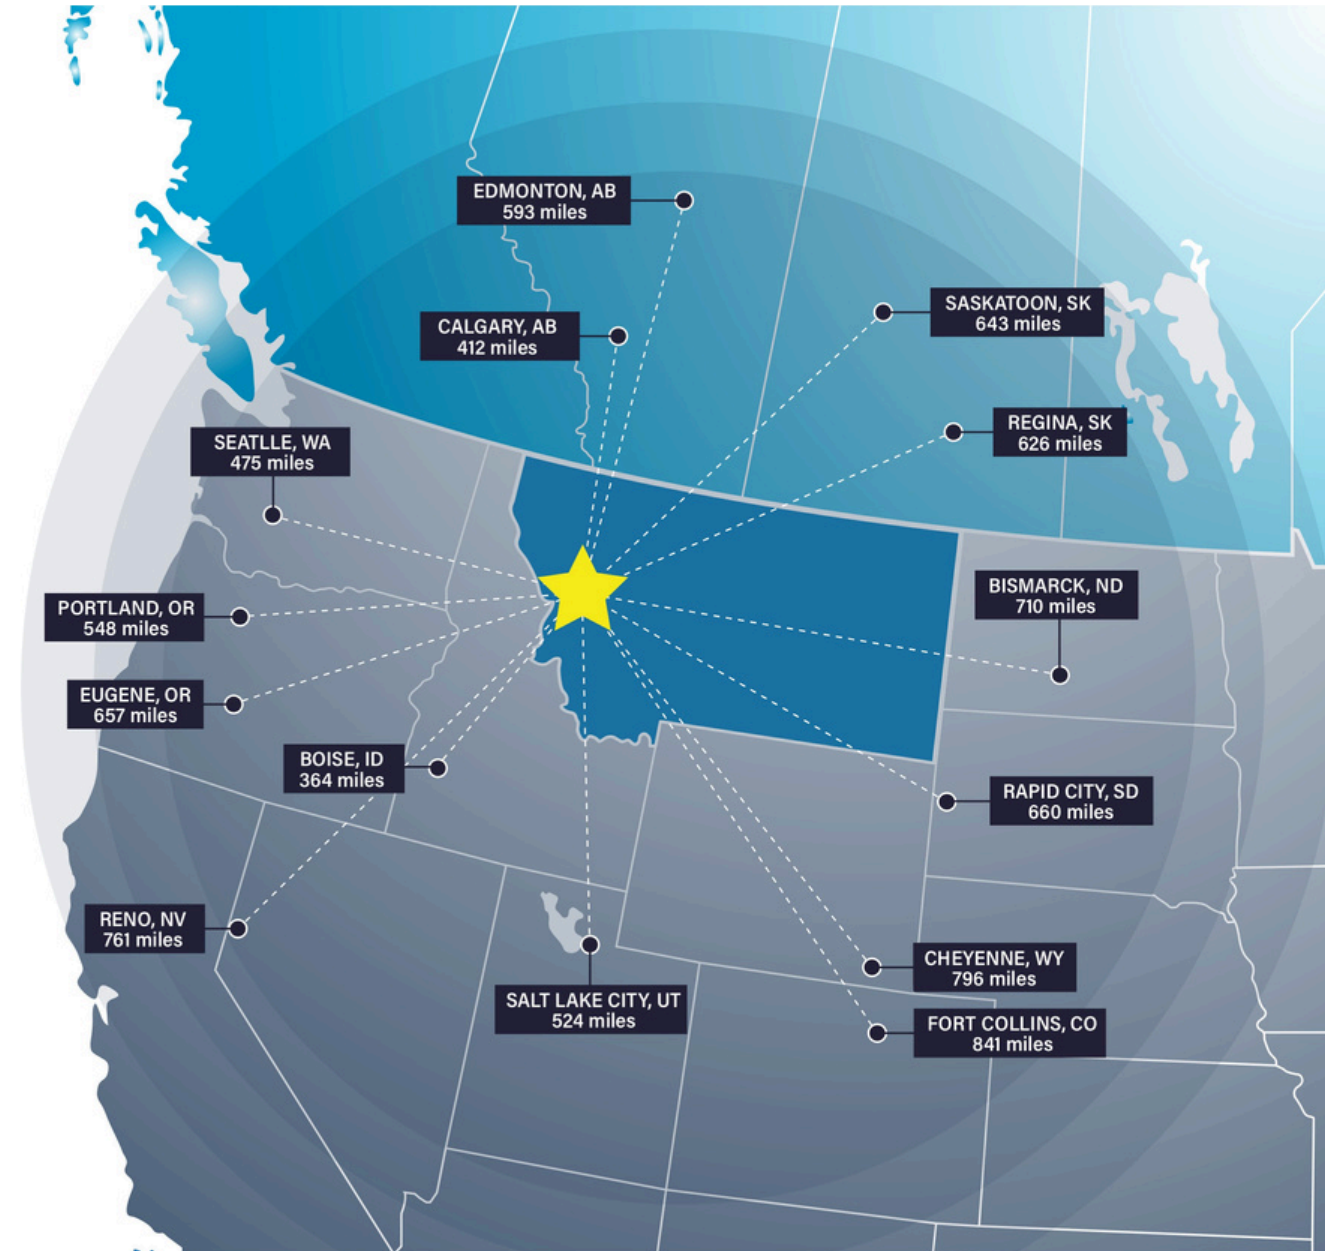 EDMONTON, AB
593 miles
SASKATOON, SK
643 miles
CALGARY, AB
412 miles
REGINA, SK
626 miles
SEATLLE, WA
475 miles
BISMARCK, ND
710 miles
PORTLAND, OR
548 miles
EUGENE, OR
657 miles
BOISE, ID
364 miles
RAPID CITY, SD
660 miles
RENO, NV
761 miles
CHEYENNE, WY
796 miles
SALT LAKE CITY, UT
524 miles
FORT COLLINS, CO
841 miles